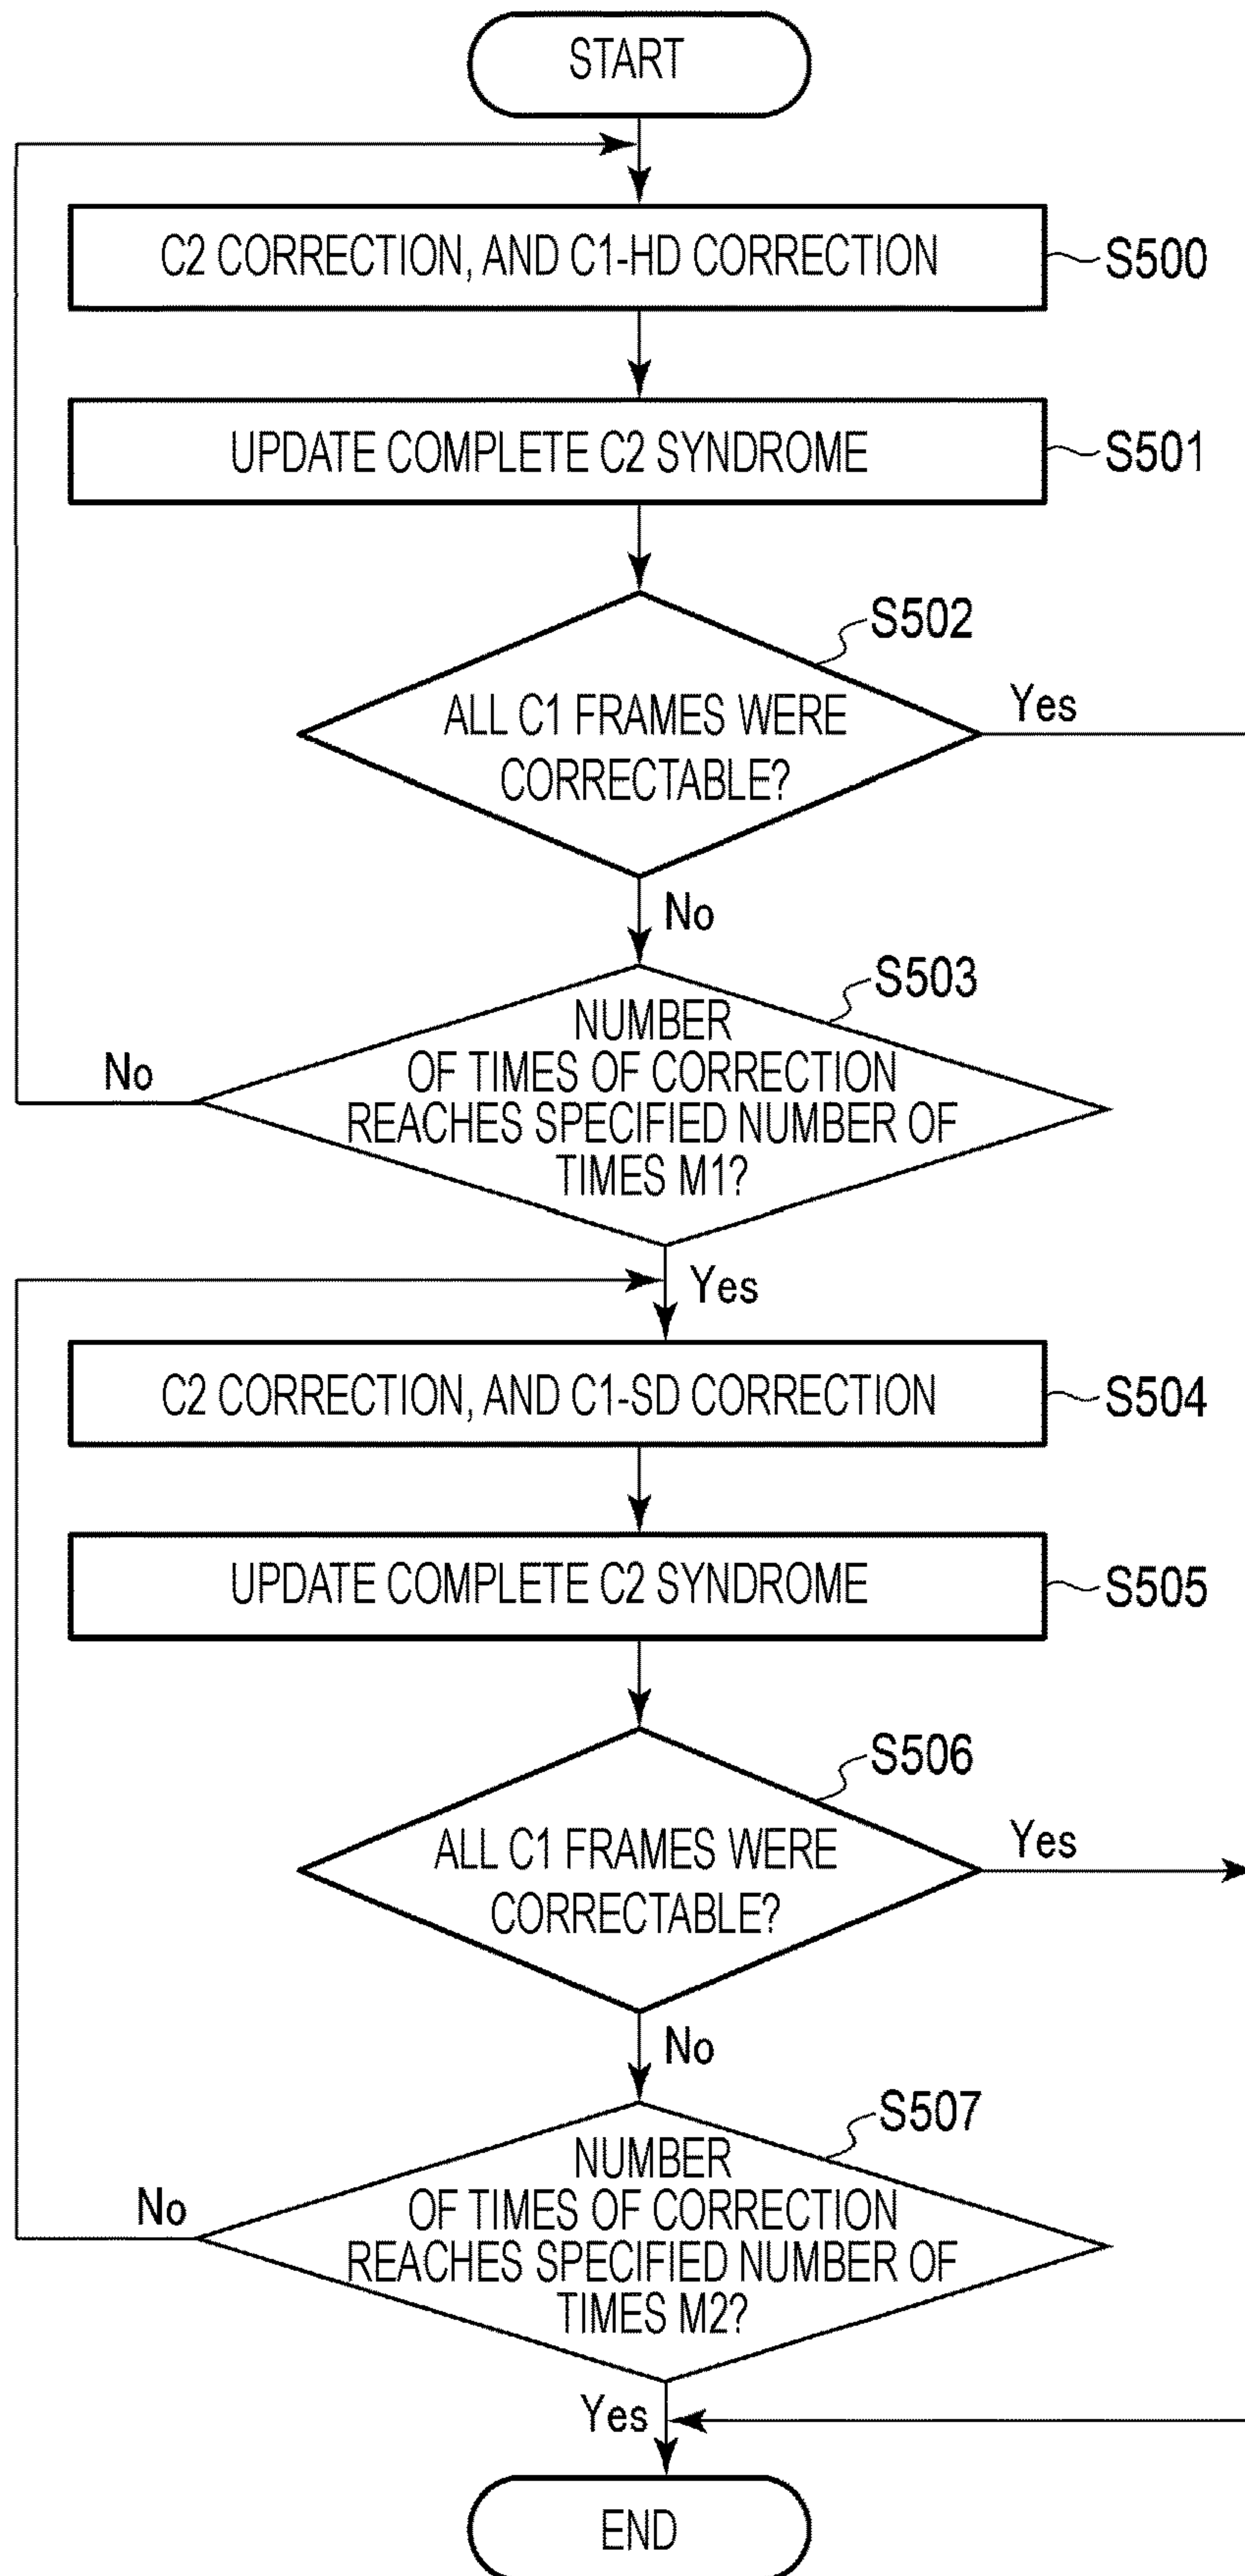 START
C2 CORRECTION, AND C1-HD CORRECTION
S500
UPDATE COMPLETE C2 SYNDROME
S501
S502
ALL C1 FRAMES WERE
CORRECTABLE?
Yes
No
S503
NUMBER
OF TIMES OF CORRECTION
REACHES SPECIFIED NUMBER OF
TIMES M1?
No
Yes
C2 CORRECTION, AND C1-SD CORRECTION
S504
UPDATE COMPLETE C2 SYNDROME
S505
S506
ALL C1 FRAMES WERE
CORRECTABLE?
Yes
No
S507
NUMBER
OF TIMES OF CORRECTION
REACHES SPECIFIED NUMBER OF
TIMES M2?
No
Yes
END